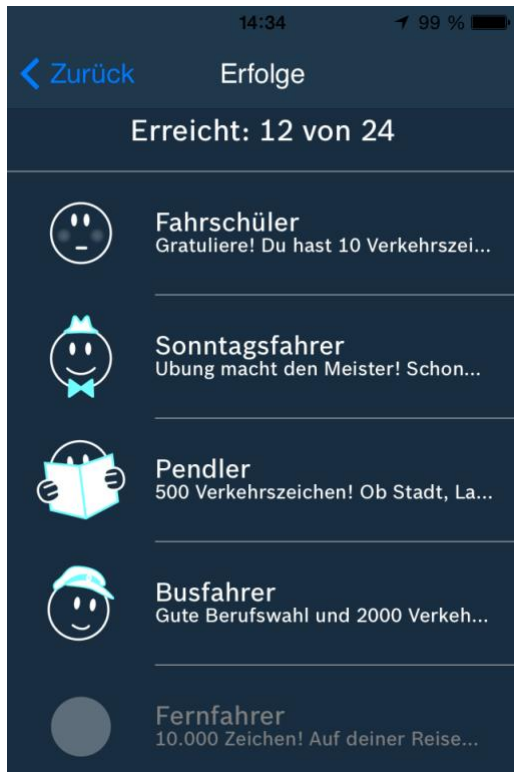 14:34 99 %
Zurück Erfolge
Erreicht: 12 von 24
Fahrschüler
Gratuliere! Du hast 10 Verkehrszei...
Sonntagsfahrer
Übung macht den Meister! Schon...
Pendler
500 Verkehrszeichen! Ob Stadt, La...
Busfahrer
Gute Berufswahl und 2000 Verkeh...
Fernfahrer
10.000 Zeichen! Auf deiner Reise...